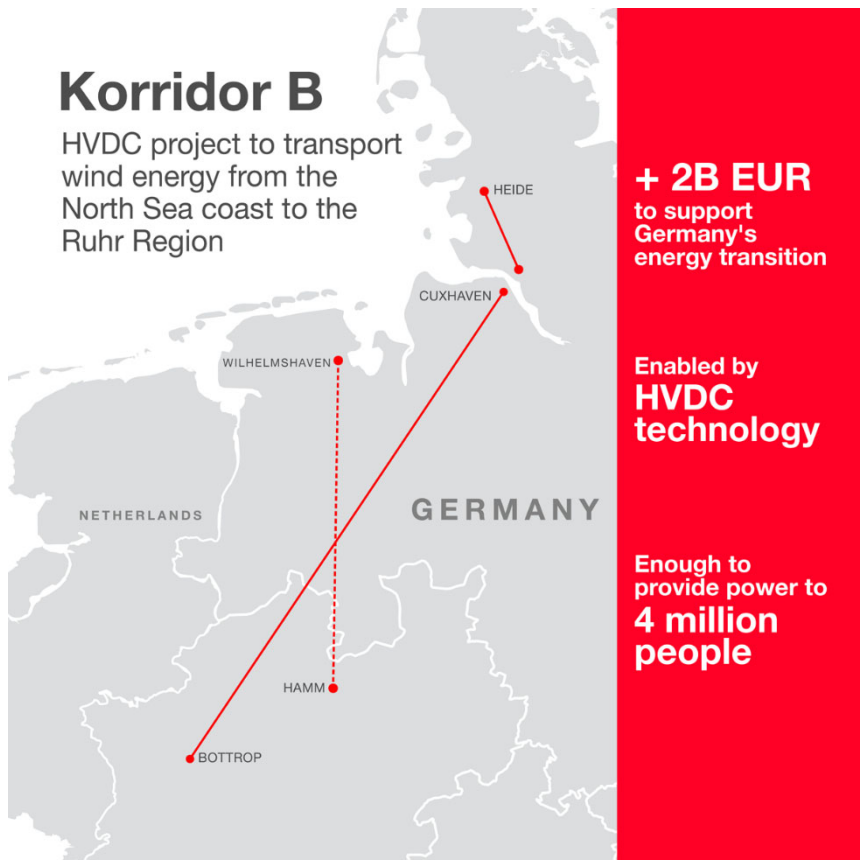 Korridor B
HVDC project to transport
wind energy from the
North Sea coast to the
Ruhr Region
HEIDE
CUXHAVEN
WILHELMSHAVEN
NETHERLANDS
GERMANY
HAMM
BOTTROP
+ 2B EUR
to support
Germany's
energy transition
Enabled by
HVDC
technology
Enough to
provide power to
4 million
people